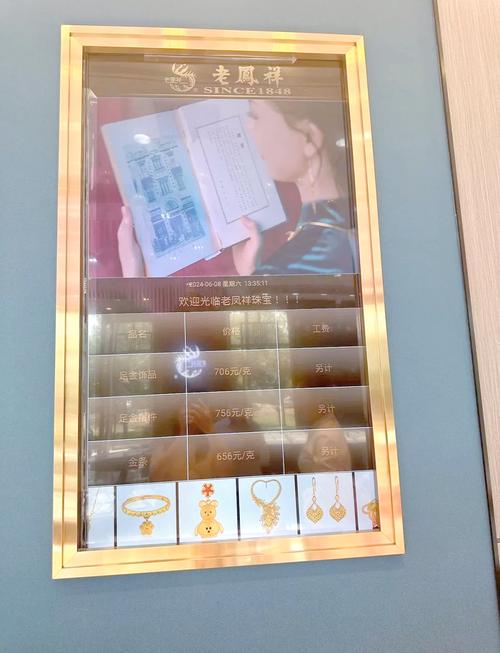 老鳳祥
SINCE1848
2024-06-08 星期六 13:35:11
欢迎光临老凤祥珠宝！！！
品名 价格 工费
足金饰品 706元/克 另计
足金摆件 756元/克 另计
金条 656元/克 另计